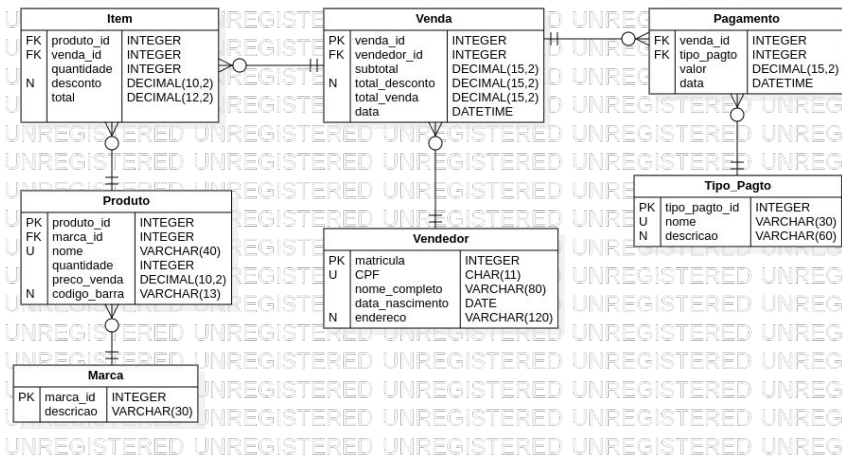 Item
FK produto_id INTEGER
FK venda_id INTEGER
quantidade INTEGER
N desconto DECIMAL(10,2)
total DECIMAL(12,2)
Venda
PK venda_id INTEGER
FK vendedor_id INTEGER
subtotal DECIMAL(15,2)
N total_desconto DECIMAL(15,2)
total_venda DECIMAL(15,2)
data DATETIME
Pagamento
FK venda_id INTEGER
FK tipo_pagto INTEGER
valor DECIMAL(15,2)
data DATETIME
Produto
PK produto_id INTEGER
FK marca_id INTEGER
U nome VARCHAR(40)
quantidade INTEGER
preco_venda DECIMAL(10,2)
N codigo_barra VARCHAR(13)
Vendedor
PK matricula INTEGER
U CPF CHAR(11)
nome_completo VARCHAR(80)
data_nascimento DATE
N endereco VARCHAR(120)
Tipo_Pagto
PK tipo_pagto_id INTEGER
U nome VARCHAR(30)
N descricao VARCHAR(60)
Marca
PK marca_id INTEGER
descricao VARCHAR(30)
UNREGISTERED UNREGISTERED UNREGISTERED UNREGISTERED UNREG